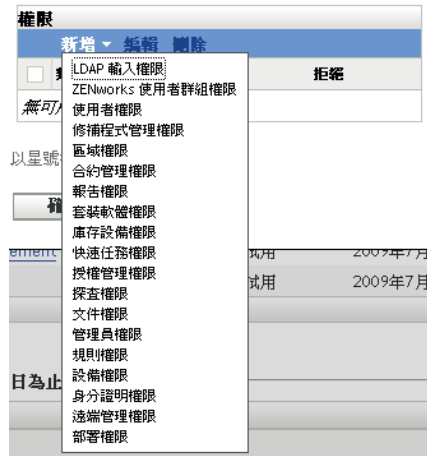 權限
新增 編輯 刪除
拒絕
LDAP 輸入權限
ZENworks 使用者群組權限
使用者權限
修補程式管理權限
區域權限
合約管理權限
報告權限
套裝軟體權限
庫存設備權限
快速任務權限
授權管理權限
探查權限
文件權限
管理員權限
規則權限
設備權限
身分證明權限
遠端管理權限
部署權限
無可
以星號
ement 試用 2009年7月
試用 2009年7月
日為止